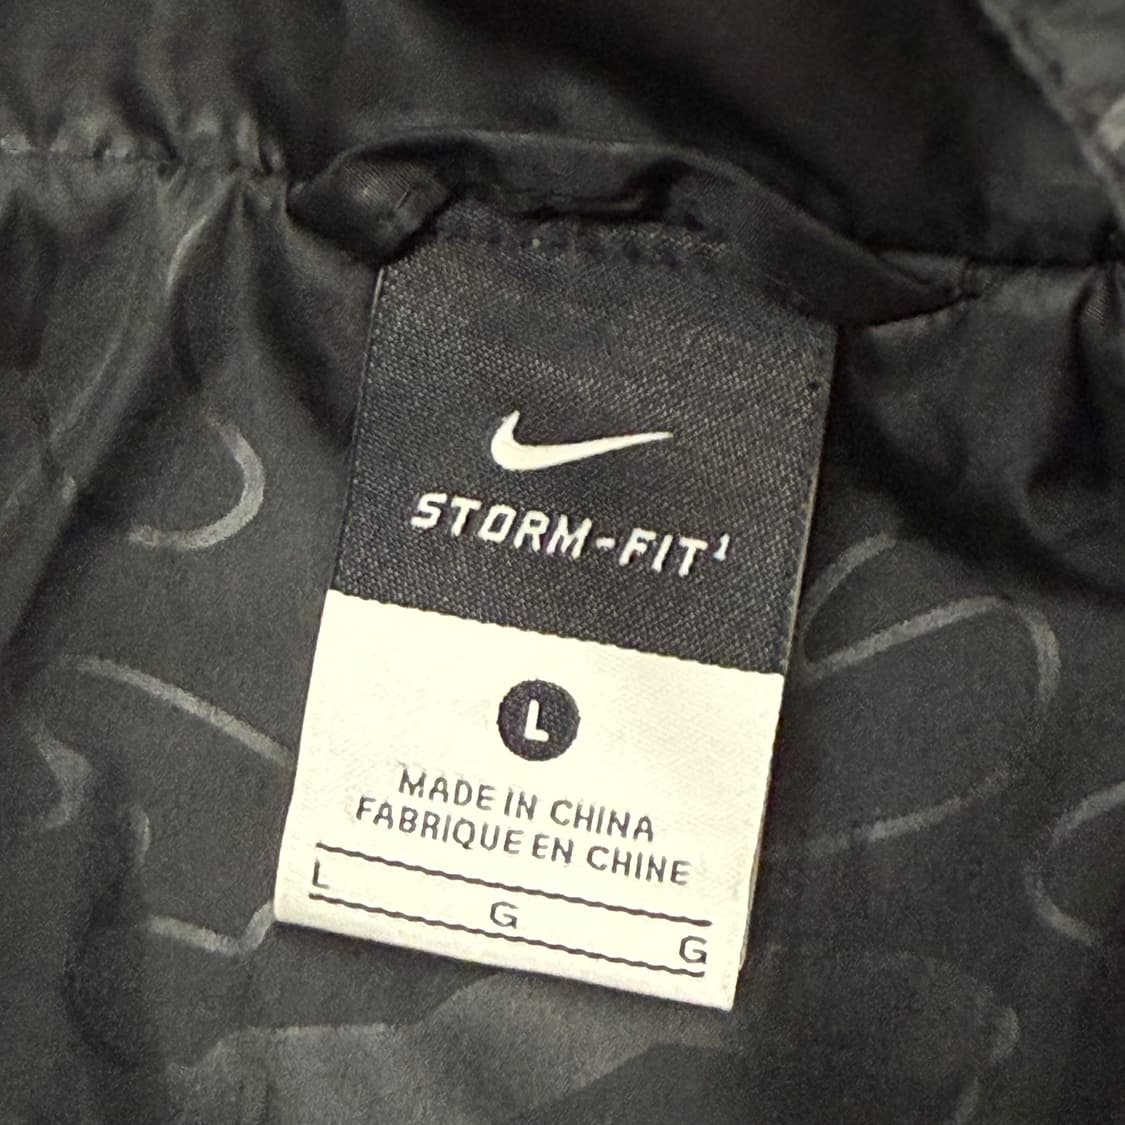 STORM-FIT¹
L
MADE IN CHINA
FABRIQUE EN CHINE
L G G